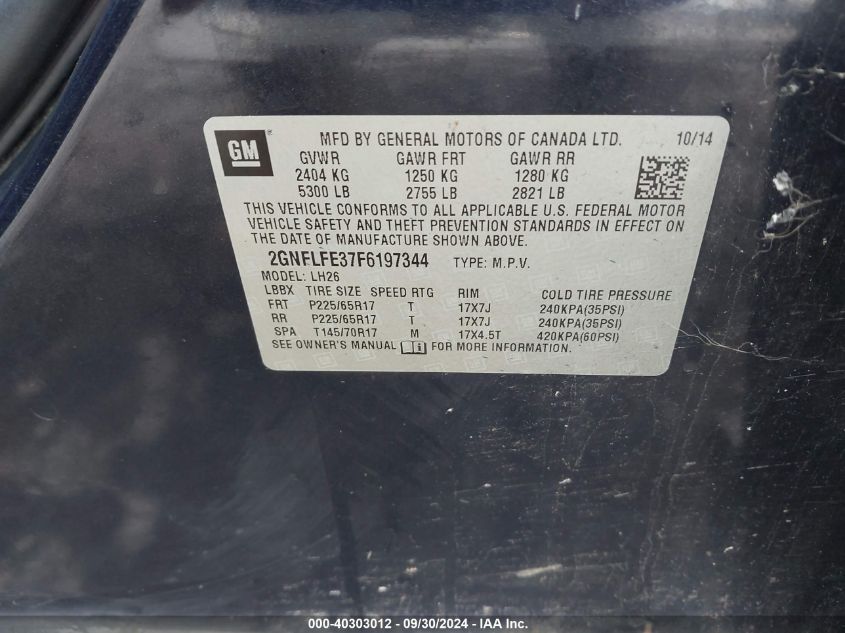 GM
MFD BY GENERAL MOTORS OF CANADA LTD. 10/14
GVWR GAWR FRT GAWR RR
2404 KG 1250 KG 1280 KG
5300 LB 2755 LB 2821 LB
THIS VEHICLE CONFORMS TO ALL APPLICABLE U.S. FEDERAL MOTOR
VEHICLE SAFETY AND THEFT PREVENTION STANDARDS IN EFFECT ON
THE DATE OF MANUFACTURE SHOWN ABOVE.
2GNFLFE37F6197344 TYPE: M.P.V.
MODEL: LH26
LBBX TIRE SIZE SPEED RTG RIM COLD TIRE PRESSURE
FRT P225/65R17 T 17X7J 240KPA(35PSI)
RR P225/65R17 T 17X7J 240KPA(35PSI)
SPA T145/70R17 M 17X4.5T 420KPA(60PSI)
SEE OWNER'S MANUAL FOR MORE INFORMATION.
000-40303012 - 09/30/2024 - IAA Inc.